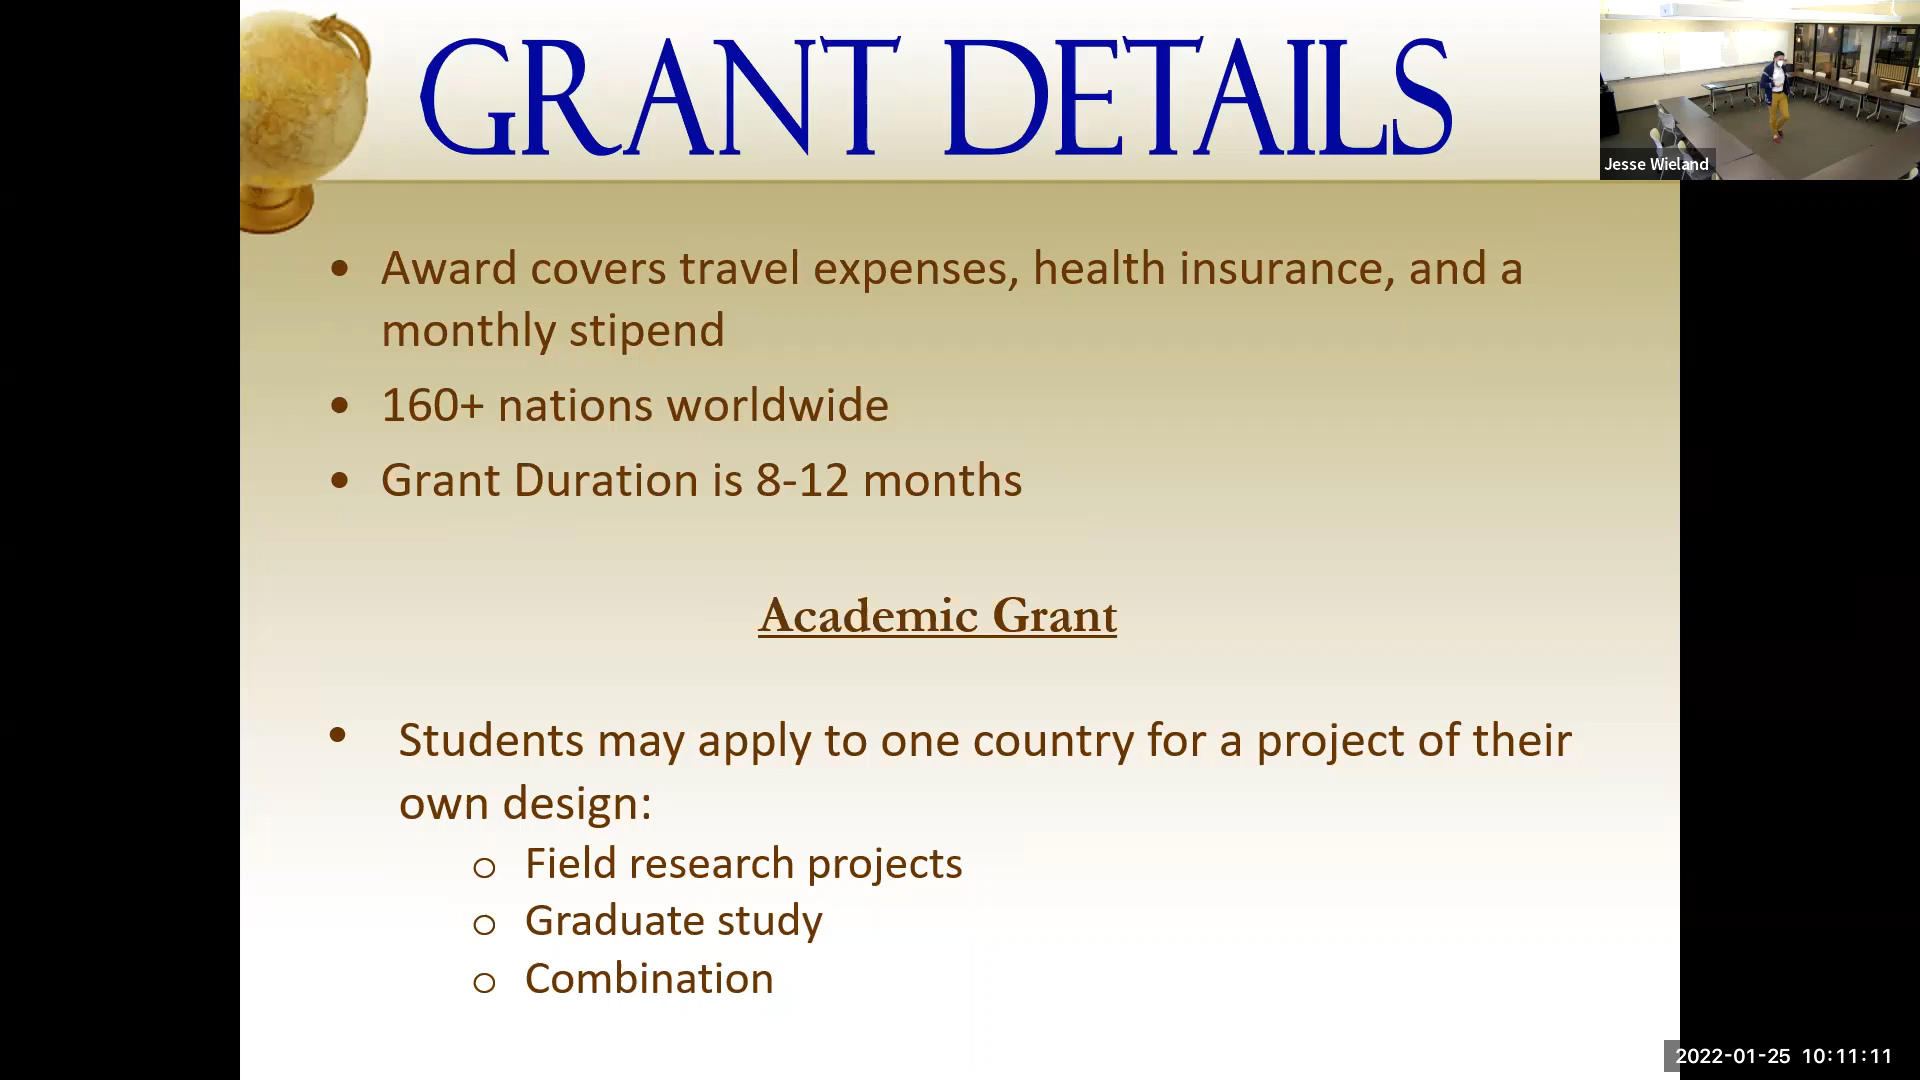 GRANT DETAILS
Jesse Wieland
• Award covers travel expenses, health insurance, and a
monthly stipend
• 160+ nations worldwide
• Grant Duration is 8-12 months
Academic Grant
• Students may apply to one country for a project of their
own design:
o Field research projects
o Graduate study
o Combination
2022-01-25 10:11:11